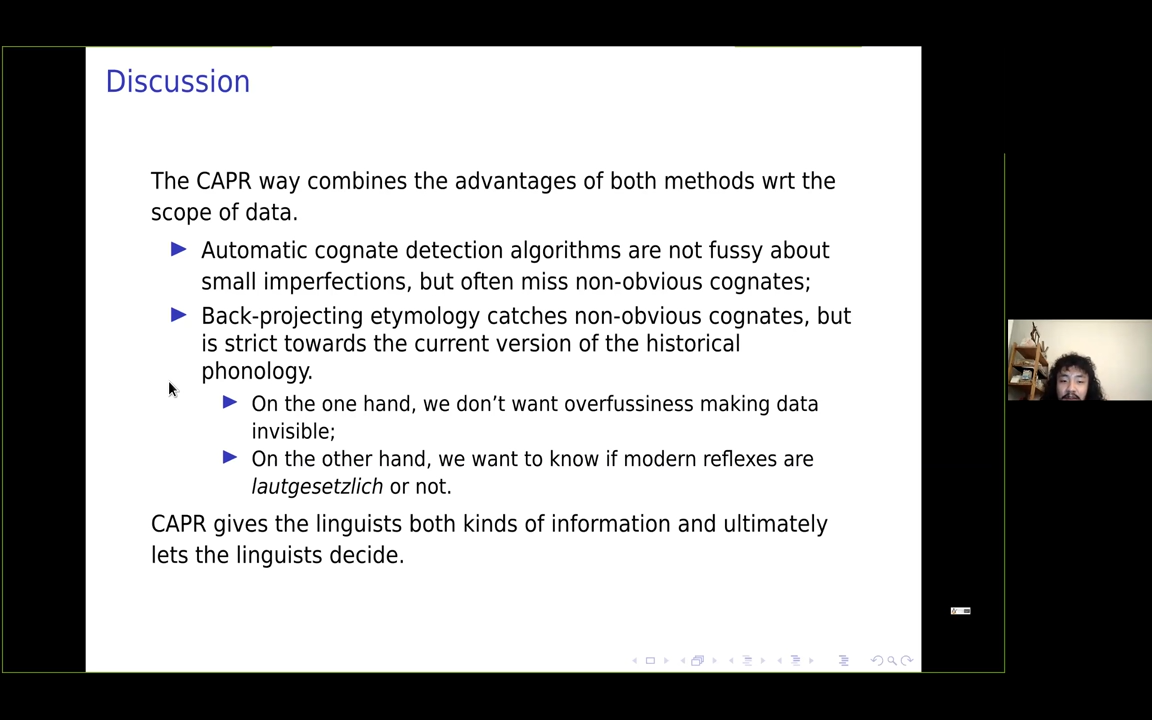 Discussion
The CAPR way combines the advantages of both methods wrt the
scope of data.
Automatic cognate detection algorithms are not fussy about
small imperfections, but often miss non-obvious cognates;
Back-projecting etymology catches non-obvious cognates, but
is strict towards the current version of the historical
phonology.
On the one hand, we don’t want overfussiness making data
invisible;
On the other hand, we want to know if modern reflexes are
lautgesetzlich or not.
CAPR gives the linguists both kinds of information and ultimately
lets the linguists decide.